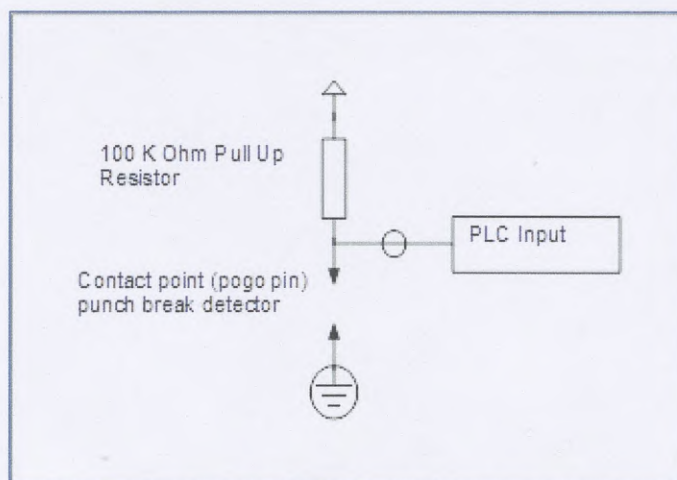 100 K Ohm Pull Up
Resistor
PLC Input
Contact point (pogo pin)
punch break detector